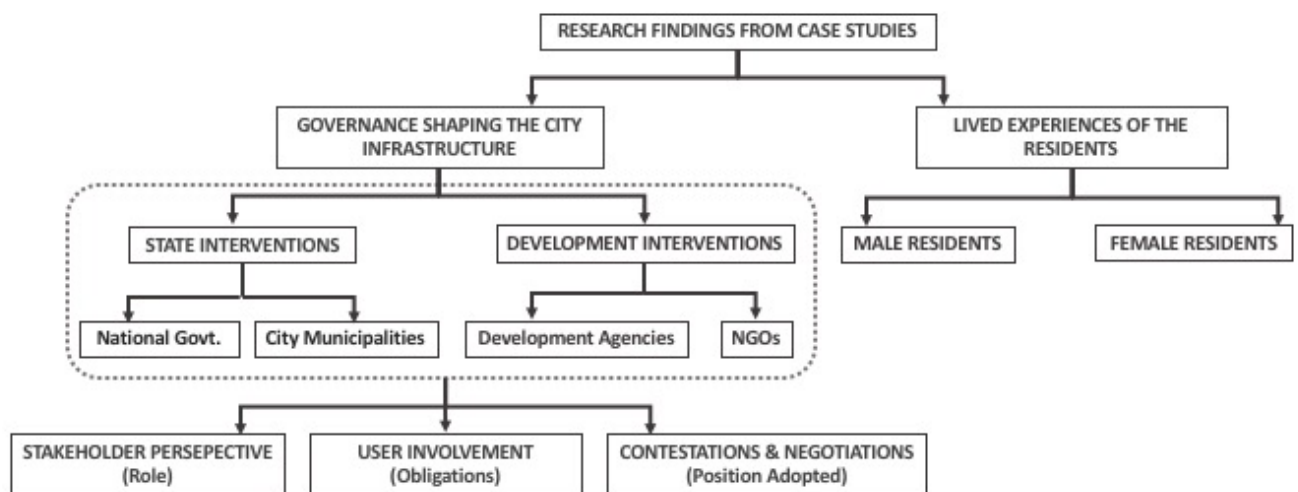 RESEARCH FINDINGS FROM CASE STUDIES
GOVERNANCE SHAPING THE CITY
INFRASTRUCTURE
LIVED EXPERIENCES OF THE
RESIDENTS
STATE INTERVENTIONS
DEVELOPMENT INTERVENTIONS
MALE RESIDENTS
FEMALE RESIDENTS
National Govt.
City Municipalities
Development Agencies
NGOs
STAKEHOLDER PERSEPECTIVE
(Role)
USER INVOLVEMENT
(Obligations)
CONTESTATIONS & NEGOTIATIONS
(Position Adopted)